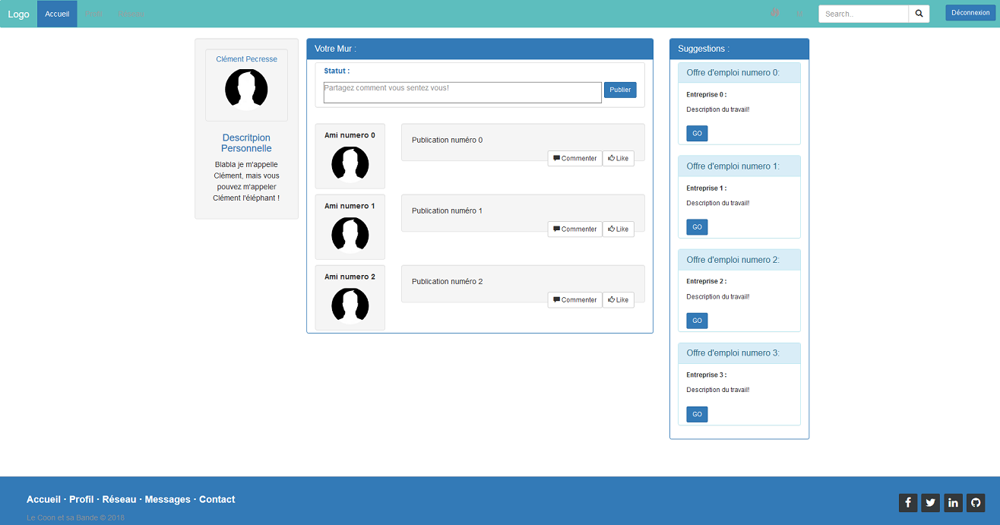 Logo Accueil Profil Réseau Search.. Déconnexion
Clément Pecresse
Descritpion
Personnelle
Blabla je m'appelle
Clément, mais vous
pouvez m'appeler
Clément l'éléphant !
Votre Mur :
Statut :
Partagez comment vous sentez vous!
Publier
Ami numero 0
Publication numéro 0
Commenter Like
Ami numero 1
Publication numéro 1
Commenter Like
Ami numero 2
Publication numéro 2
Commenter Like
Suggestions :
Offre d'emploi numero 0:
Entreprise 0 :
Description du travail!
GO
Offre d'emploi numero 1:
Entreprise 1 :
Description du travail!
GO
Offre d'emploi numero 2:
Entreprise 2 :
Description du travail!
GO
Offre d'emploi numero 3:
Entreprise 3 :
Description du travail!
GO
Accueil · Profil · Réseau · Messages · Contact
Le Coon et sa Bande © 2018